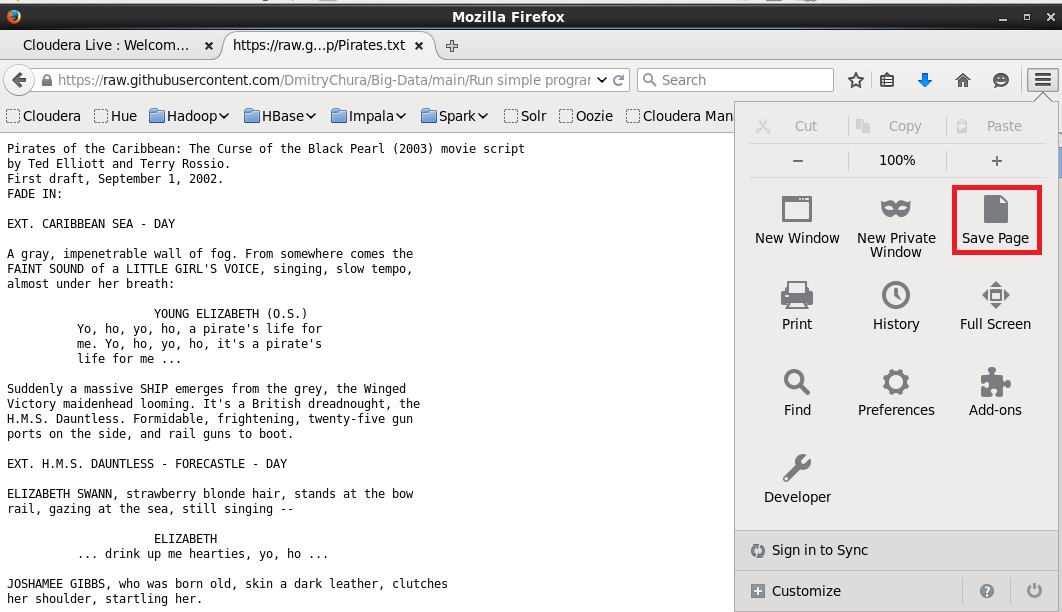 Mozilla Firefox
Cloudera Live : Welcom...
https://raw.g...p/Pirates.txt
https://raw.githubusercontent.com/DmitryChura/Big-Data/main/Run simple prograr
Search
Cloudera Hue Hadoop HBase Impala Spark Solr Oozie Cloudera Man
Pirates of the Caribbean: The Curse of the Black Pearl (2003) movie script
by Ted Elliott and Terry Rossio.
First draft, September 1, 2002.
FADE IN:
EXT. CARIBBEAN SEA - DAY
A gray, impenetrable wall of fog. From somewhere comes the
FAINT SOUND of a LITTLE GIRL'S VOICE, singing, slow tempo,
almost under her breath:
YOUNG ELIZABETH (O.S.)
Yo, ho, yo, ho, a pirate's life for
me. Yo, ho, yo, ho, it's a pirate's
life for me ...
Suddenly a massive SHIP emerges from the grey, the Winged
Victory maidenhead looming. It's a British dreadnought, the
H.M.S. Dauntless. Formidable, frightening, twenty-five gun
ports on the side, and rail guns to boot.
EXT. H.M.S. DAUNTLESS - FORECASTLE - DAY
ELIZABETH SWANN, strawberry blonde hair, stands at the bow
rail, gazing at the sea, still singing --
ELIZABETH
... drink up me hearties, yo, ho ...
JOSHAMEE GIBBS, who was born old, skin a dark leather, clutches
her shoulder, startling her.
Cut Copy Paste
− 100% +
New Window
New Private
Window
Save Page
Print
History
Full Screen
Find
Preferences
Add-ons
Developer
Sign in to Sync
Customize